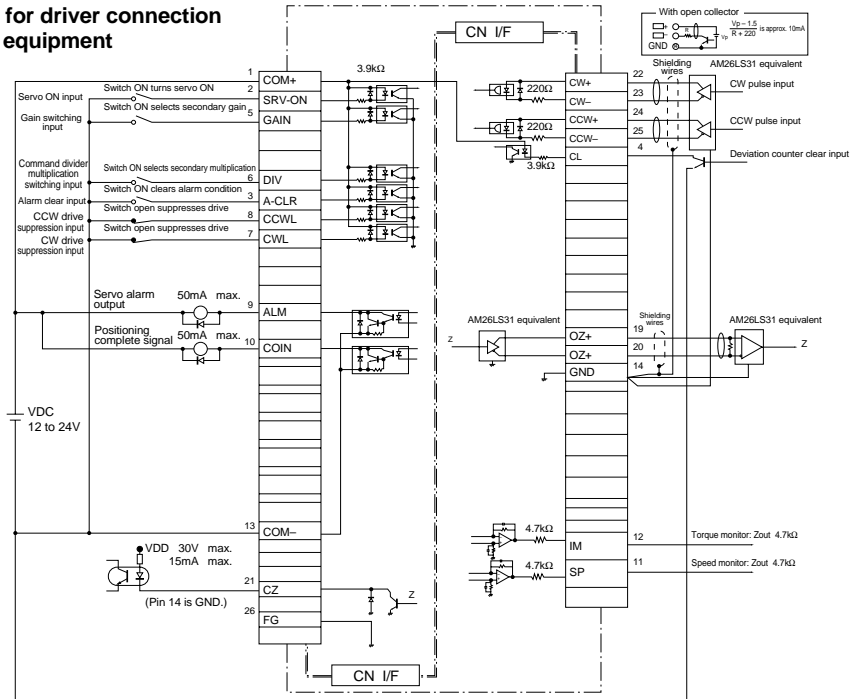 for driver connection
equipment
CN I/F
With open collector
R
Vp
Vp – 1.5
R + 220
is approx. 10mA
GND
Shielding
wires
AM26LS31 equivalent
1
COM+
3.9kΩ
Servo ON input
Switch ON turns servo ON
2
SRV-ON
Gain switching
input
Switch ON selects secondary gain
5
GAIN
Command divider
multiplication
switching input
Switch ON selects secondary multiplication
6
DIV
Alarm clear input
Switch ON clears alarm condition
3
A-CLR
CCW drive
suppression input
Switch open suppresses drive
8
CCWL
CW drive
suppression input
Switch open suppresses drive
7
CWL
Servo alarm
output
50mA max.
9
ALM
Positioning
complete signal
50mA max.
10
COIN
VDC
12 to 24V
13
COM–
VDD 30V max.
15mA max.
21
CZ
Z
(Pin 14 is GND.)
26
FG
CN I/F
220Ω
CW+
22
CW–
23
CW pulse input
220Ω
CCW+
24
CCW–
25
CCW pulse input
3.9kΩ
CL
4
Deviation counter clear input
AM26LS31 equivalent
Z
OZ+
19
OZ+
20
GND
14
Shielding
wires
AM26LS31 equivalent
Z
4.7kΩ
IM
12
Torque monitor: Zout 4.7kΩ
4.7kΩ
SP
11
Speed monitor: Zout 4.7kΩ